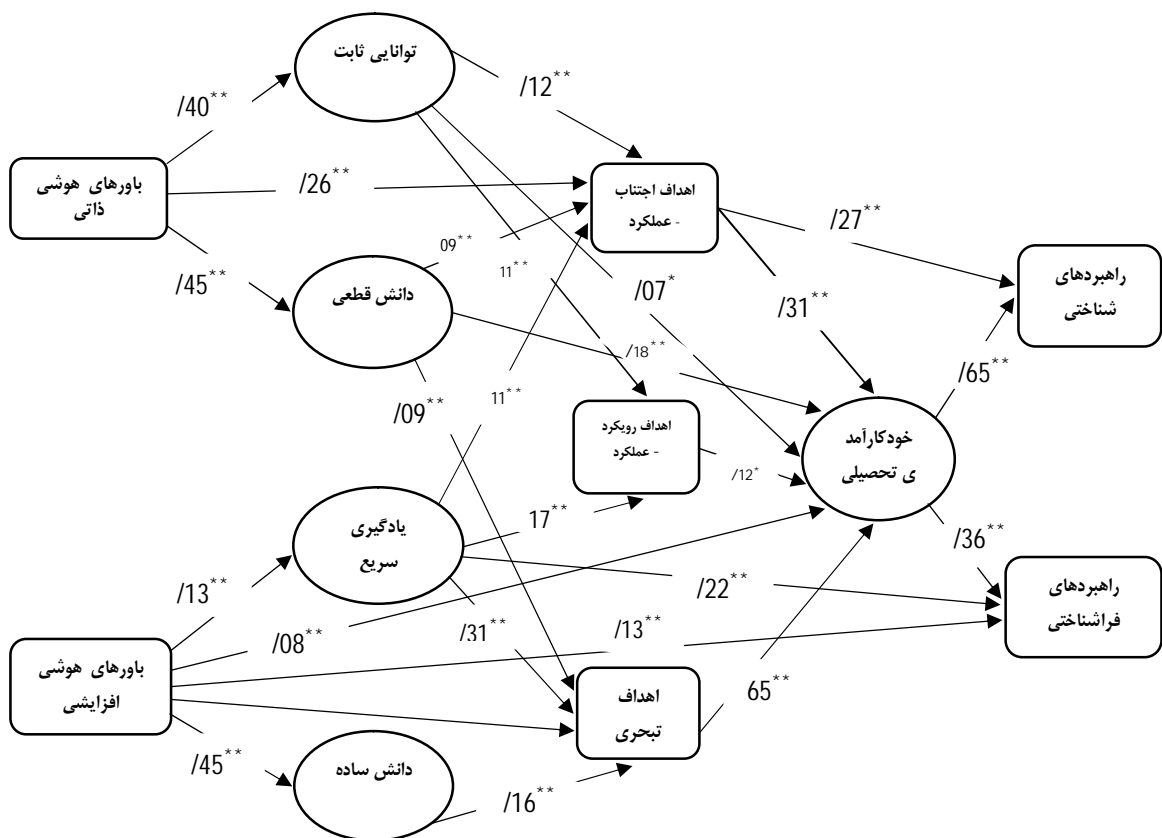 توانایی ثابت
/12**
/40**
باورهای هوشی
ذاتی
/26**
اهداف اجتناب
- عملکرد
/27**
09**
11**
/45**
دانش قطعی
/07*
/31**
راهبردهای
شناختی
/18**
/65**
/09**
11**
اهداف رویکرد
- عملکرد
/12*
خودکارآمد
ی تحصیلی
یادگیری
سریع
17**
/36**
/13**
/22**
راهبردهای
فراشناختی
/08**
/31**
/13**
باورهای هوشی
افزایشی
اهداف
تبحری
65**
/45**
دانش ساده
/16**